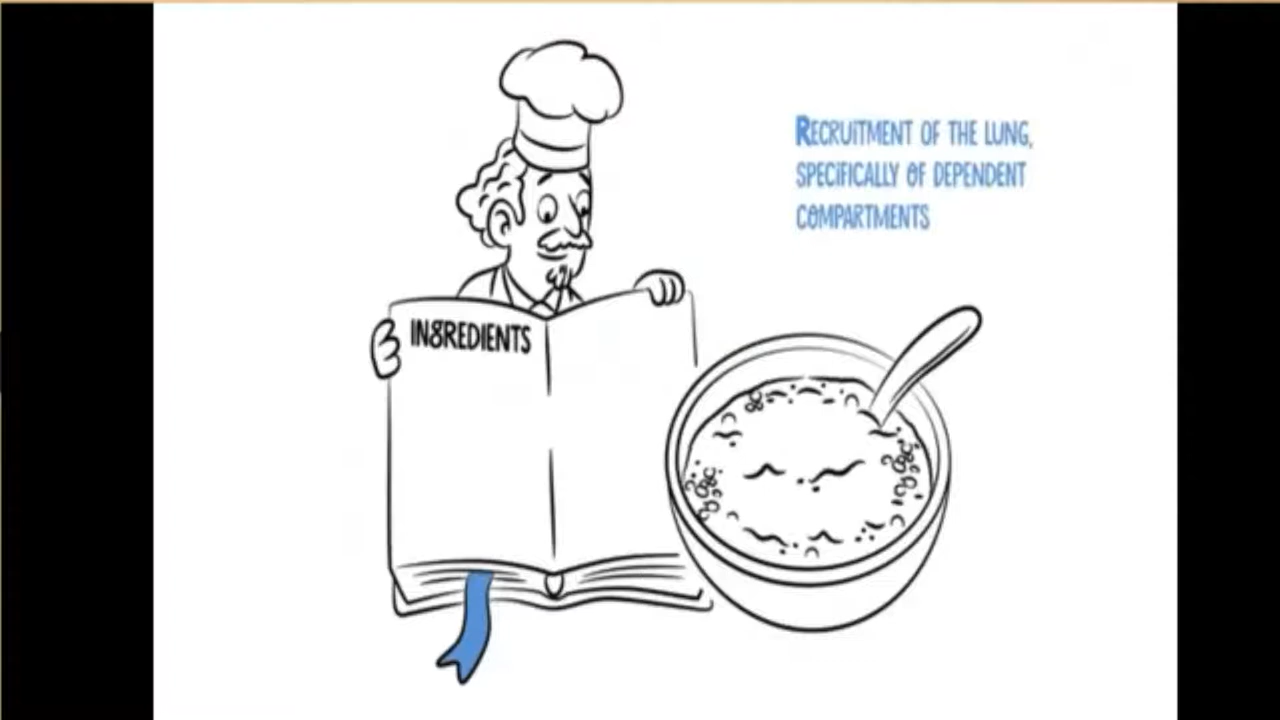 RECRUITMENT OF THE LUNG,
SPECIFICALLY OF DEPENDENT
COMPARTMENTS
INGREDIENTS